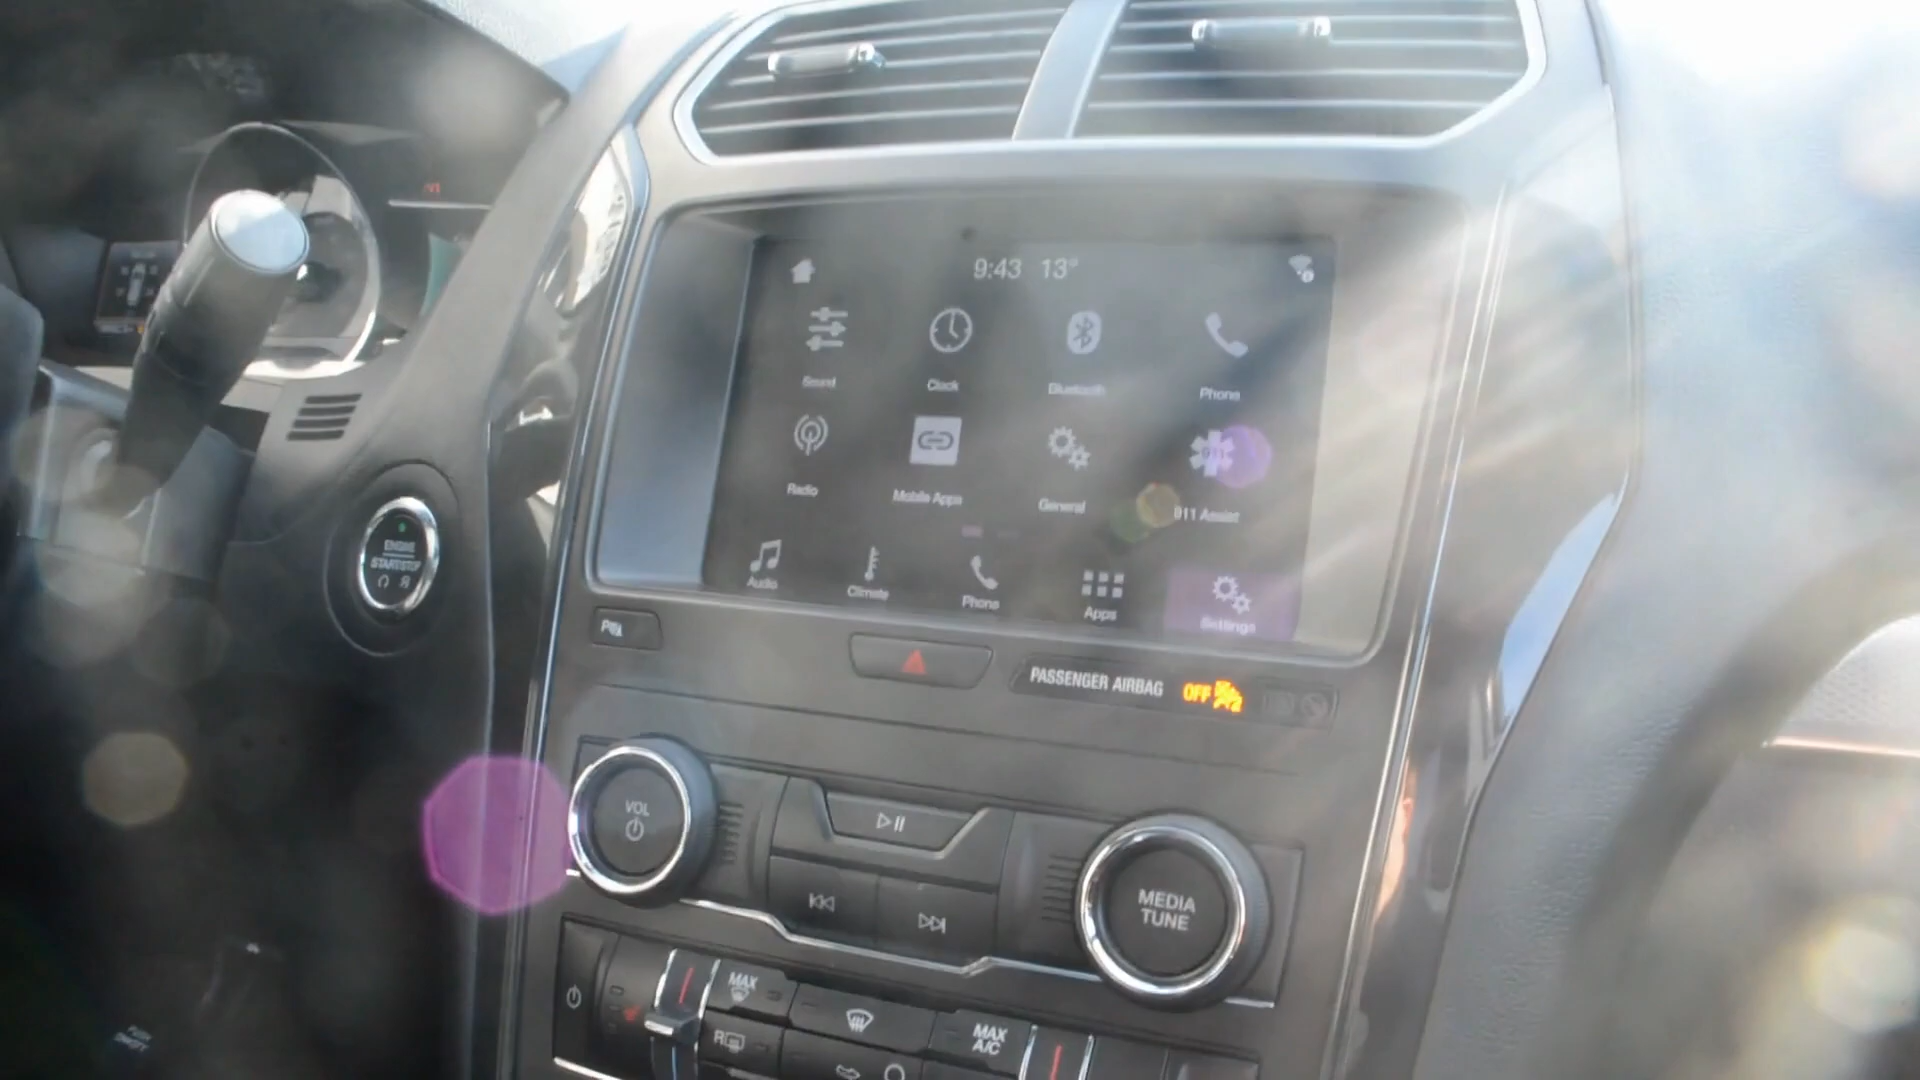 9:43 13°
Sound Clock Bluetooth Phone
911
Radio Mobile Apps General 911 Assist
Audio Climate Phone Apps Settings
ENGINE
START/STOP
PASSENGER AIRBAG OFF
VOL
MEDIA
TUNE
MAX
R
MAX
A/C